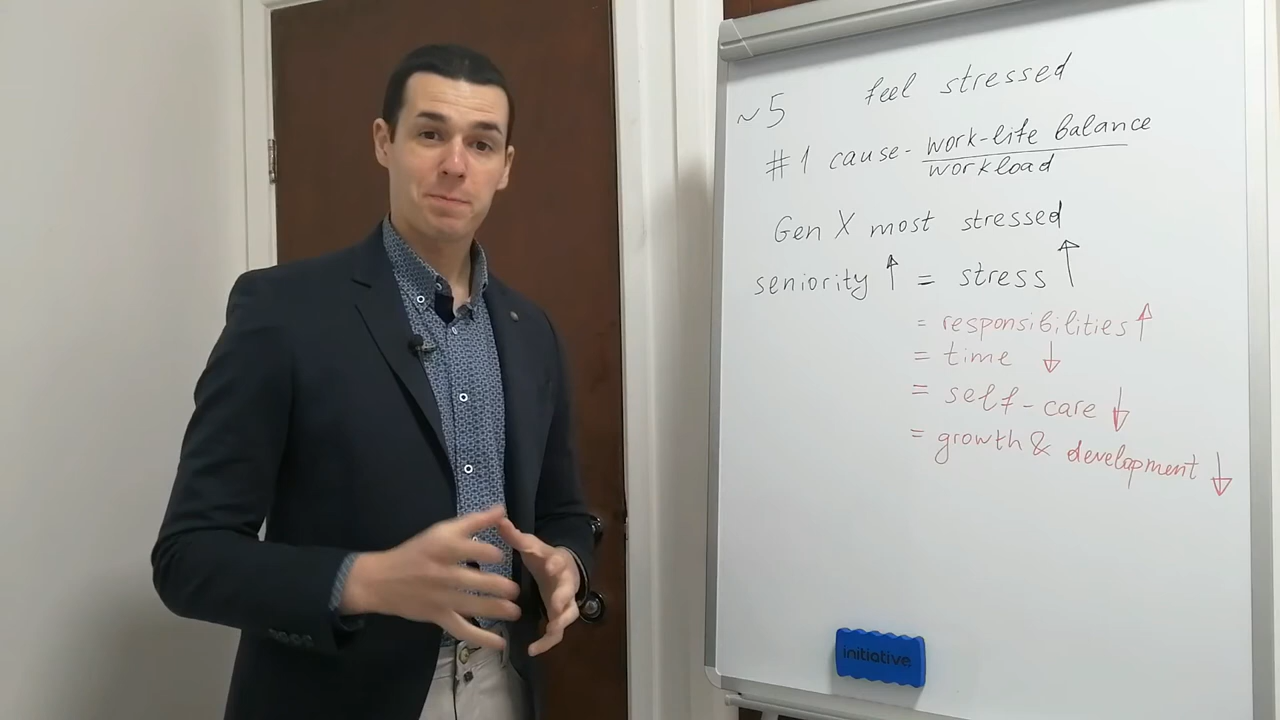 ~5 feel stressed
#1 cause- work-life balance
workload
Gen X most stressed
seniority ↑ = stress ↑
= responsibilities ↑
= time ↓
= self-care ↓
= growth & development ↓
initiative